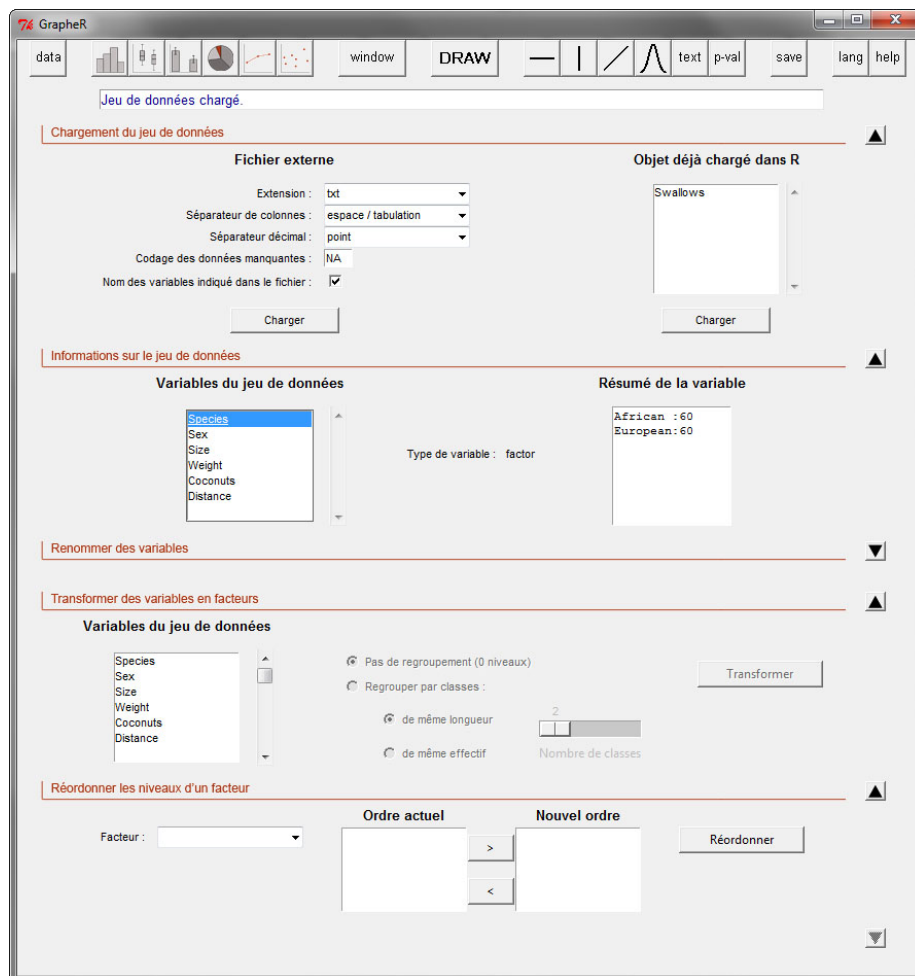 GrapheR
data window DRAW text p-val save lang help
Jeu de données chargé.
Chargement du jeu de données
Fichier externe
Objet déjà chargé dans R
Extension : txt
Swallows
Séparateur de colonnes : espace / tabulation
Séparateur décimal : point
Codage des données manquantes : NA
Nom des variables indiqué dans le fichier :
Charger
Charger
Informations sur le jeu de données
Variables du jeu de données
Résumé de la variable
Species
Sex
Size
Weight
Coconuts
Distance
Type de variable : factor
African :60
European:60
Renommer des variables
Transformer des variables en facteurs
Variables du jeu de données
Species
Sex
Size
Weight
Coconuts
Distance
Pas de regroupement (0 niveaux)
Regrouper par classes :
de même longueur
de même effectif
2
Nombre de classes
Transformer
Réordonner les niveaux d'un facteur
Ordre actuel
Nouvel ordre
Facteur :
>
<
Réordonner